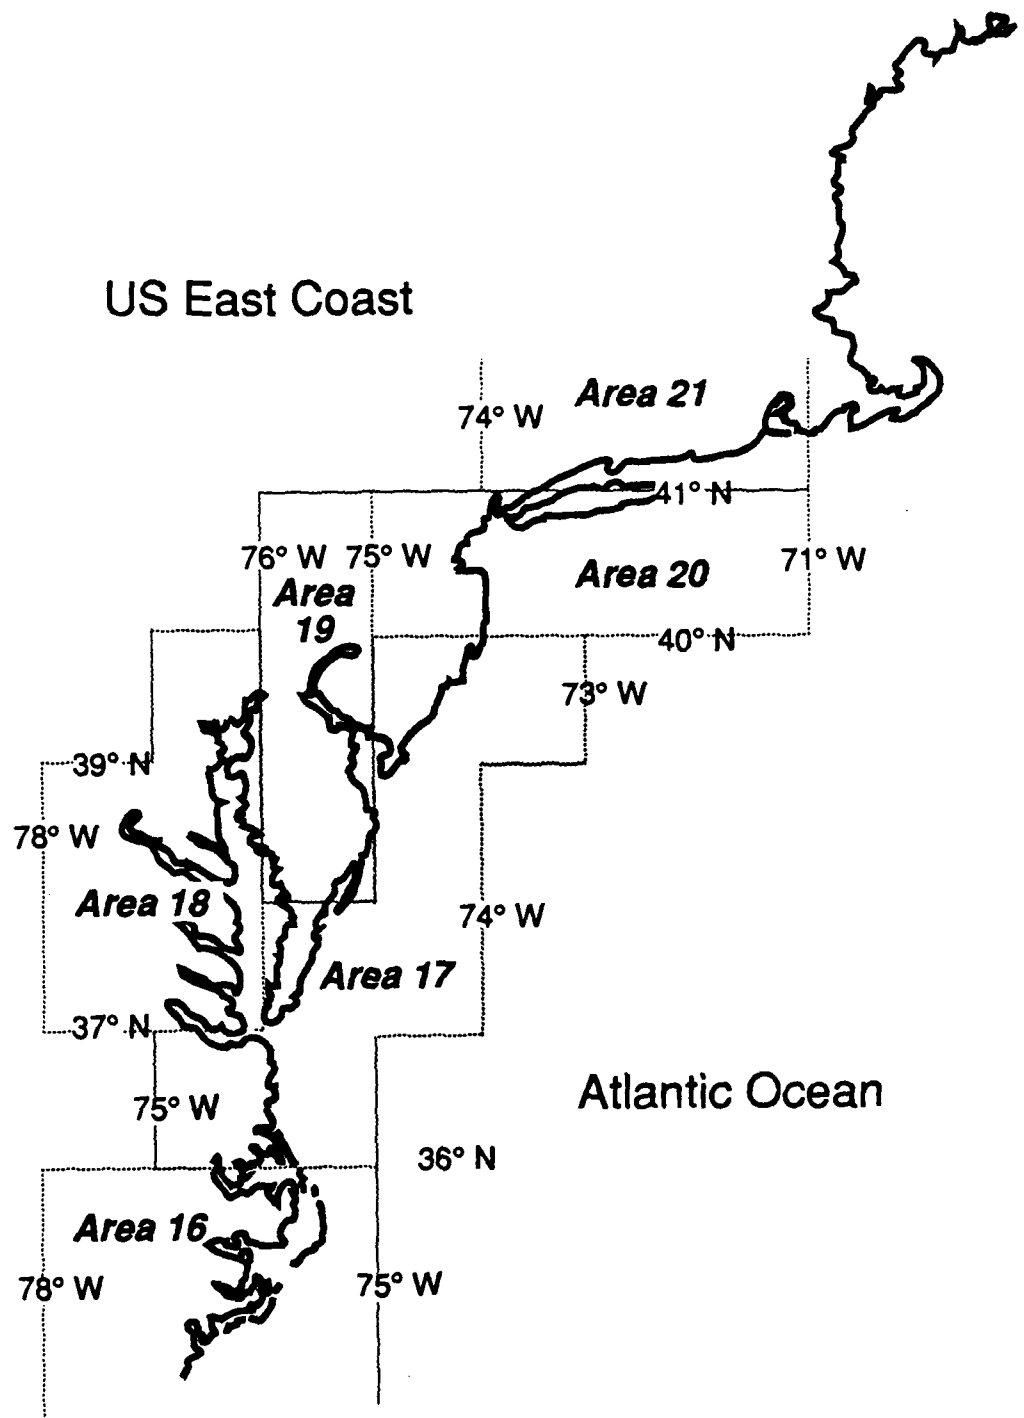 US East Coast
Area 21
74° W
41° N
76° W 75° W
71° W
Area
19
Area 20
40° N
73° W
39° N
78° W
Area 18
74° W
Area 17
37° N
Atlantic Ocean
75° W
36° N
Area 16
78° W
75° W